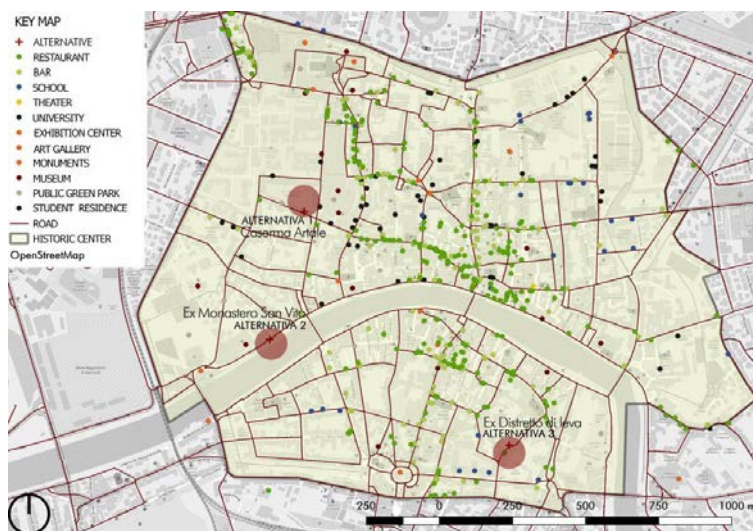 KEY MAP
ALTERNATIVE
RESTAURANT
BAR
SCHOOL
THEATER
UNIVERSITY
EXHIBITION CENTER
ART GALLERY
MONUMENTS
MUSEUM
PUBLIC GREEN PARK
STUDENT RESIDENCE
ROAD
HISTORIC CENTER
OpenStreetMap
ALTERNATIVA 1
Caserma Artale
Ex Monastero San Vito
ALTERNATIVA 2
Ex Distretto di leva
ALTERNATIVA 3
250 0 250 500 750 1000 m